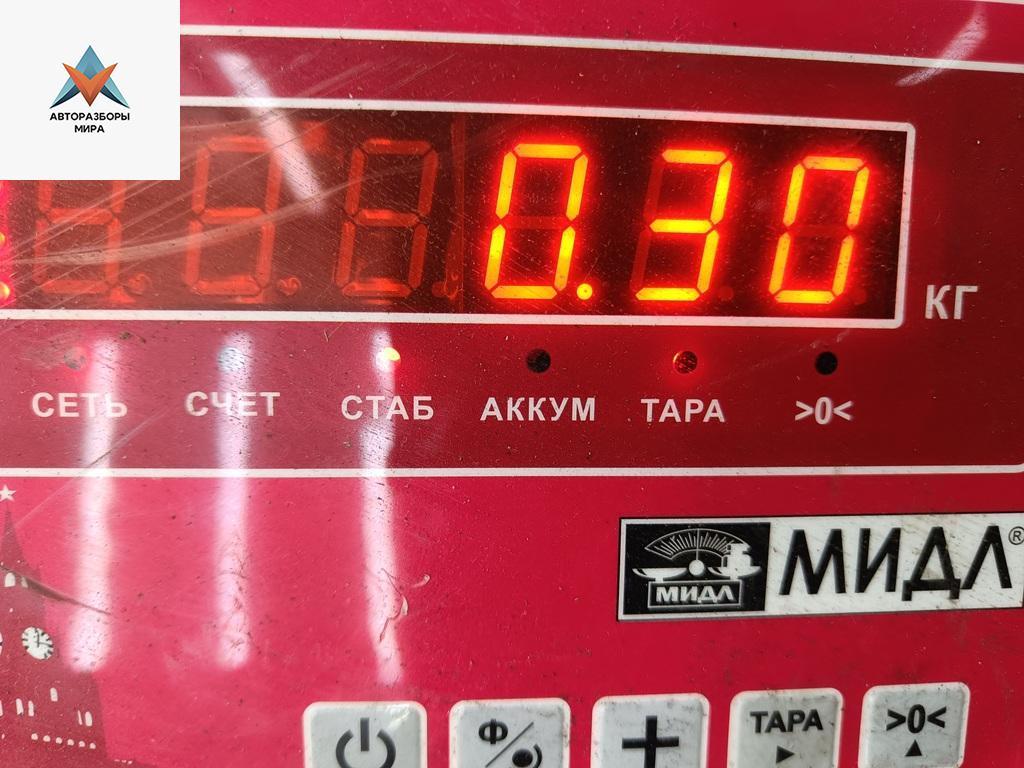 АВТОРАЗБОРЫ
МИРА
0.30
КГ
СЕТЬ СЧЕТ СТАБ АККУМ ТАРА >0<
МИДЛ МИДЛ®
Ф ТАРА >0<